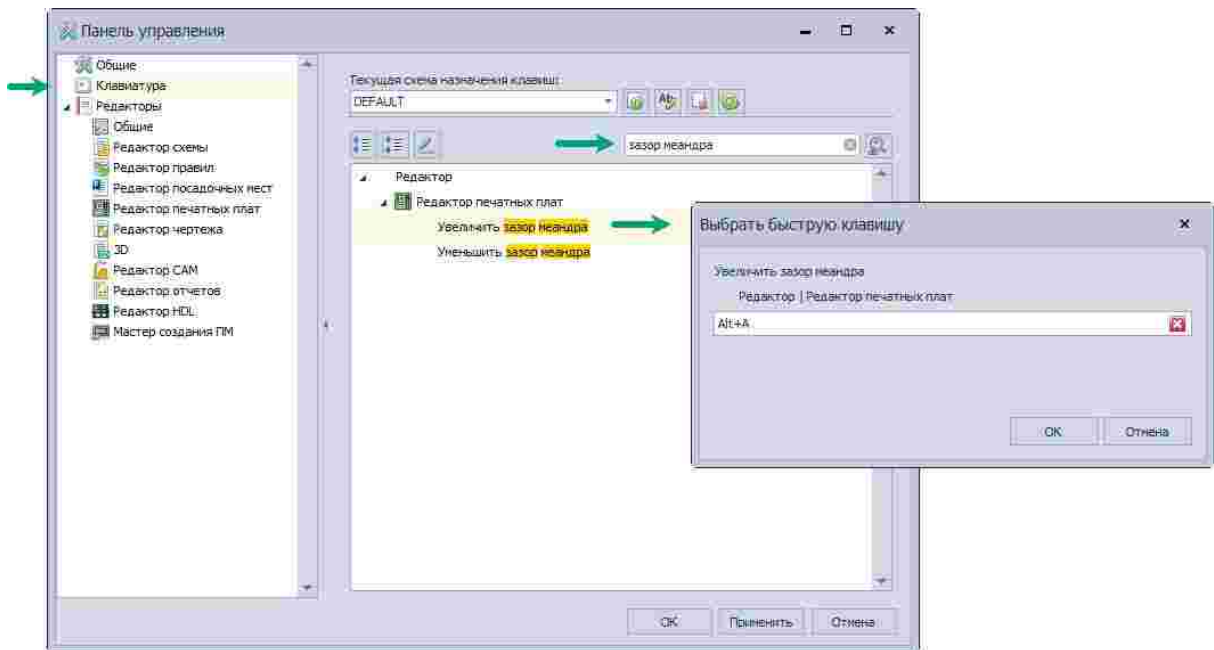 Панель управления
Общие
Клавиатура
Редакторы
Общие
Редактор схемы
Редактор правил
Редактор посадочных мест
Редактор печатных плат
Редактор чертежа
3D
Редактор CAM
Редактор отчетов
Редактор HDL
Мастер создания ПМ
Текущая схема назначения клавиш:
DEFAULT
зазор меандра
Редактор
Редактор печатных плат
Увеличить зазор меандра
Уменьшить зазор меандра
OK
Применить
Отмена
Выбрать быструю клавишу
Увеличить зазор меандра
Редактор | Редактор печатных плат
Alt+A
OK
Отмена